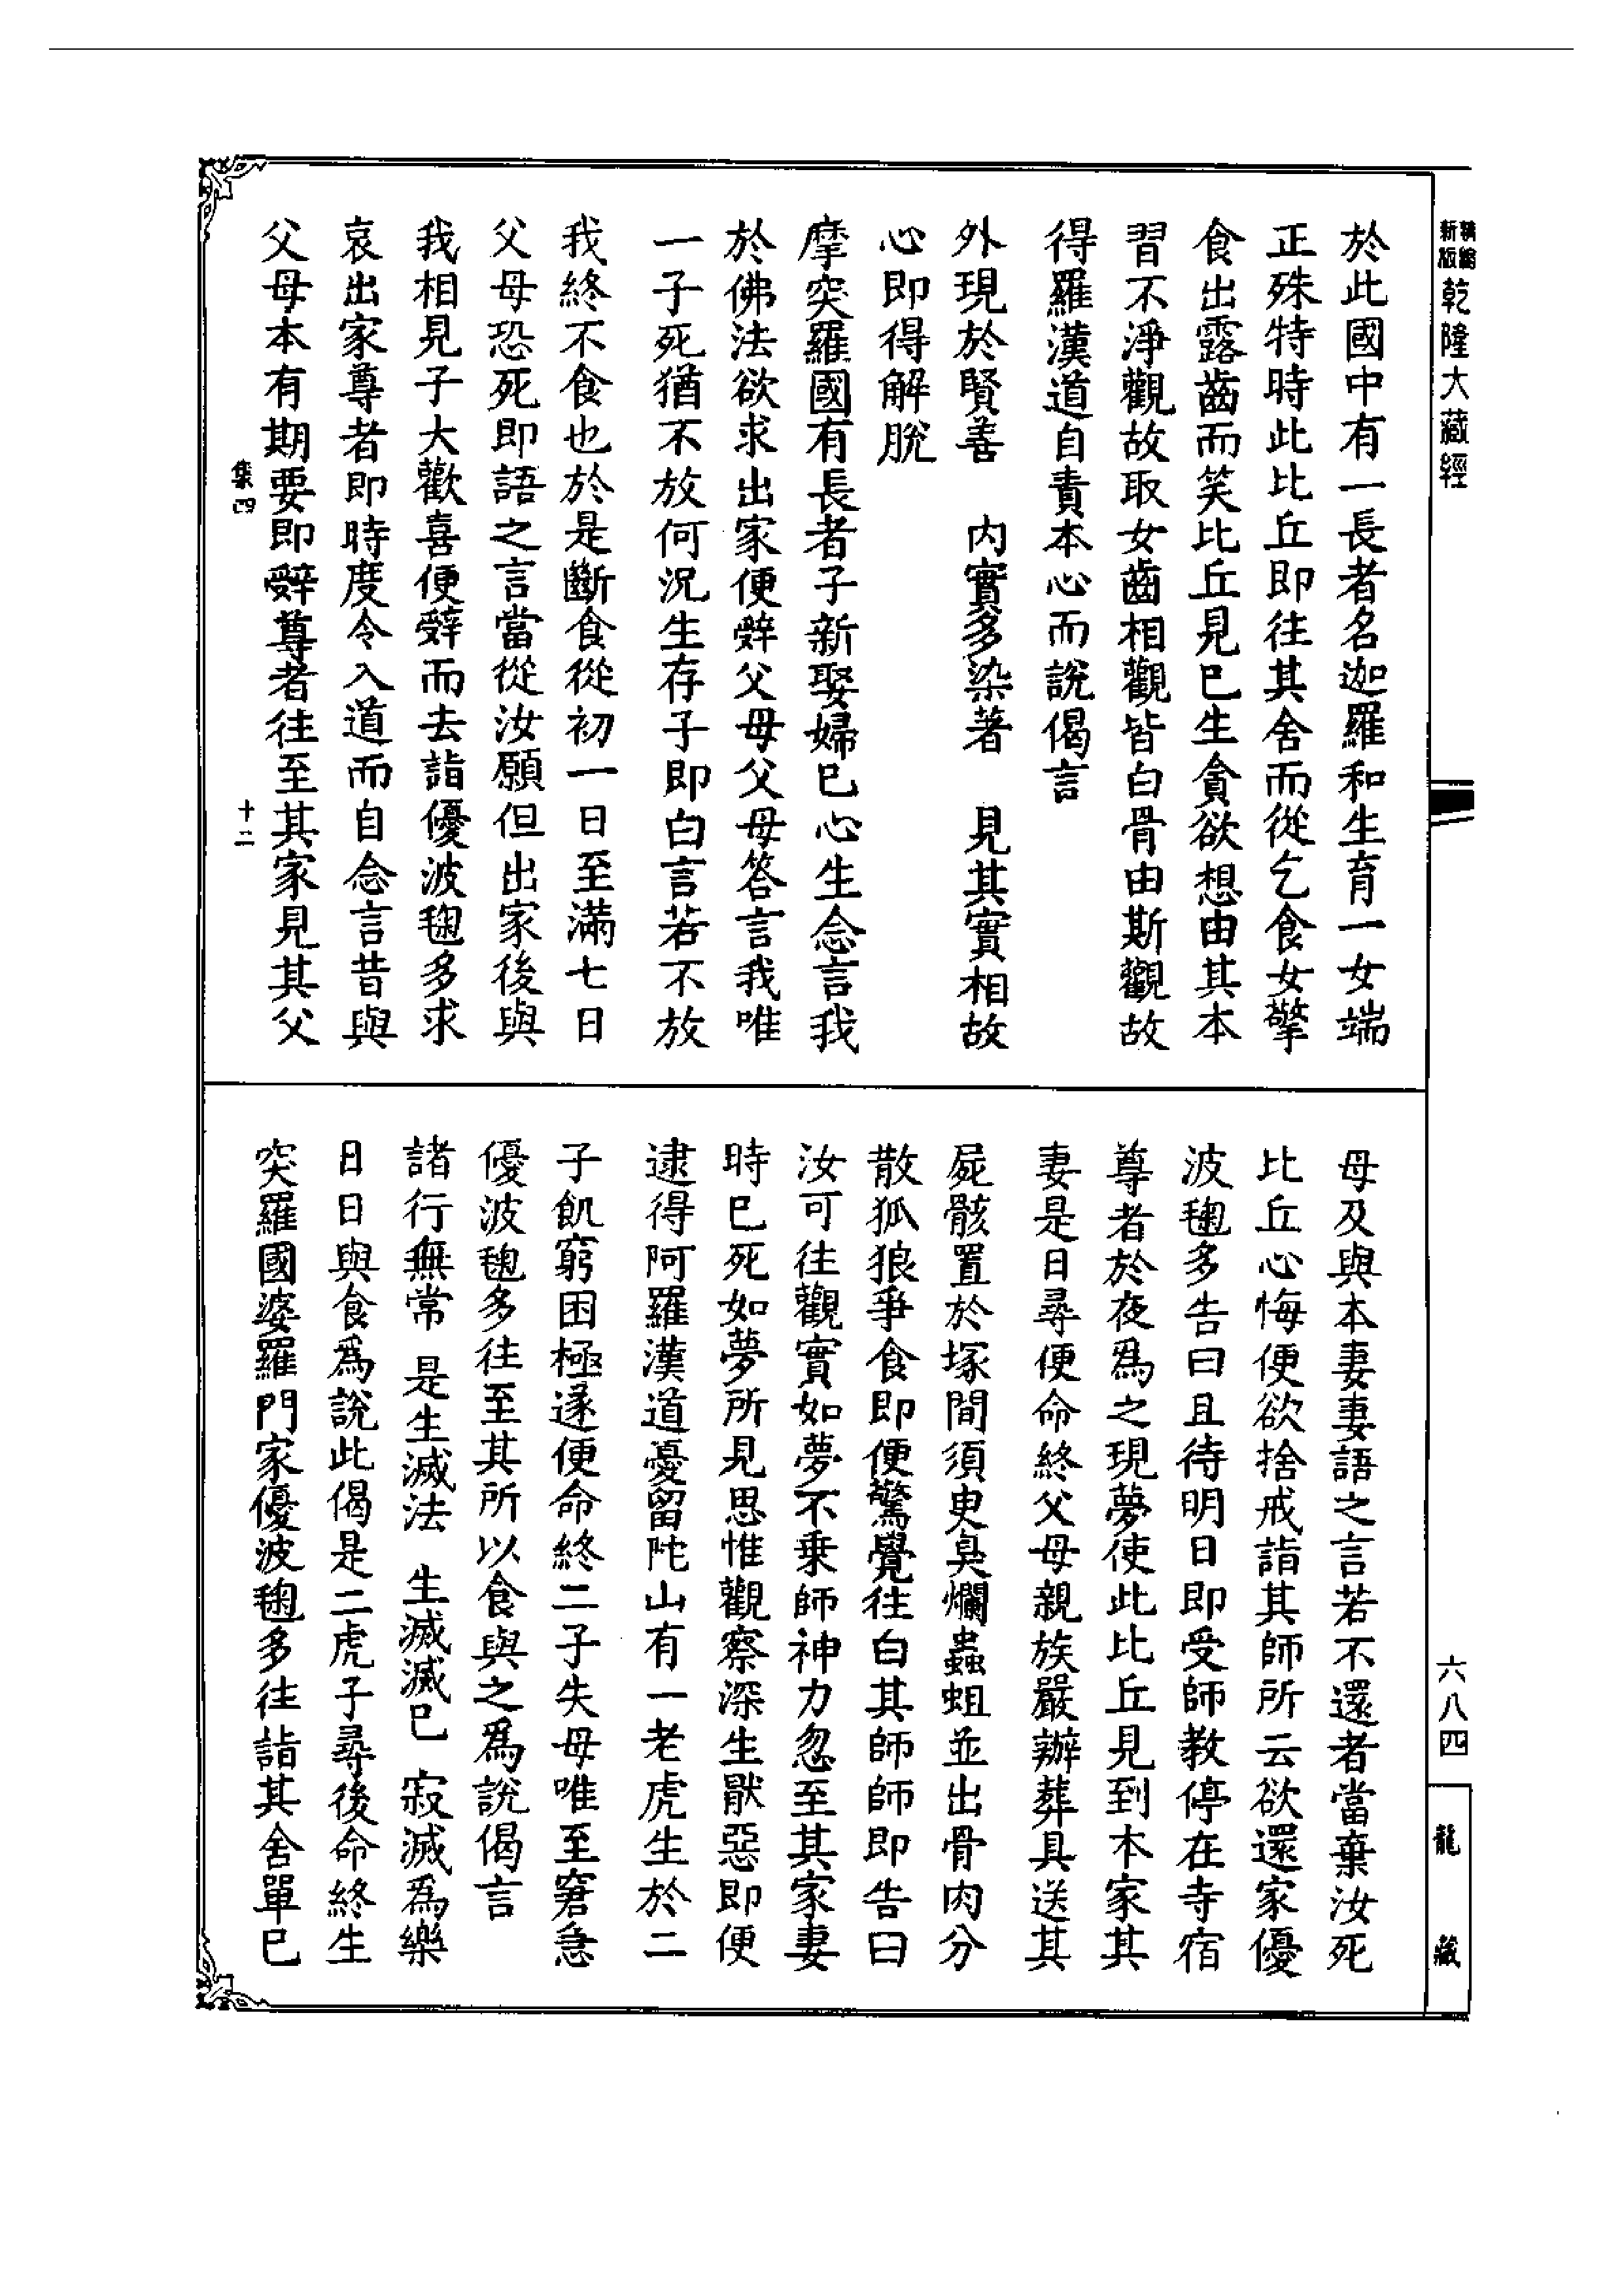 新版精縮乾隆大藏經
於此國中有一長者名迦羅和生育一女端
正殊特時此比丘即往其舍而從乞食女擎
食出露齒而笑比丘見已生貪欲想由其本
習不淨觀故取女齒相觀皆白骨由斯觀故
得羅漢道自責本心而說偈言
外現於賢善　內實多染著　見其實相故
心即得解脫
摩突羅國有長者子新娶婦已心生念言我
於佛法欲求出家便辤父母父母答言我唯
一子死猶不放何況生存子即白言若不放
我終不食也於是斷食從初一日至滿七日
父母恐死即語之言當從汝願但出家後與
我相見子大歡喜便辤而去詣優波毱多求
哀出家尊者即時度令入道而自念言昔與
父母本有期要即辤尊者往至其家見其父
集四　十二
母及與本妻妻語之言若不還者當棄汝死
比丘心悔便欲捨戒詣其師所云欲還家優
波毱多告曰且待明日即受師教停在寺宿
尊者於夜爲之現夢使此比丘見到本家其
妻是日尋便命終父母親族嚴辦葬具送其
屍骸置於塚間須臾臭爛蟲蛆並出骨肉分
散狐狼爭食即便驚覺往白其師師即告曰
汝可往觀實如夢不乗師神力忽至其家妻
時已死如夢所見思惟觀察深生猒惡即便
逮得阿羅漢道憂留陀山有一老虎生於二
子飢窮困極遂便命終二子失母唯至窘急
優波毱多往至其所以食與之爲說偈言
諸行無常　是生滅法　生滅滅已　寂滅爲樂
日日與食爲說此偈是二虎子尋後命終生
突羅國婆羅門家優波毱多往詣其舍單已
六八四
龍藏